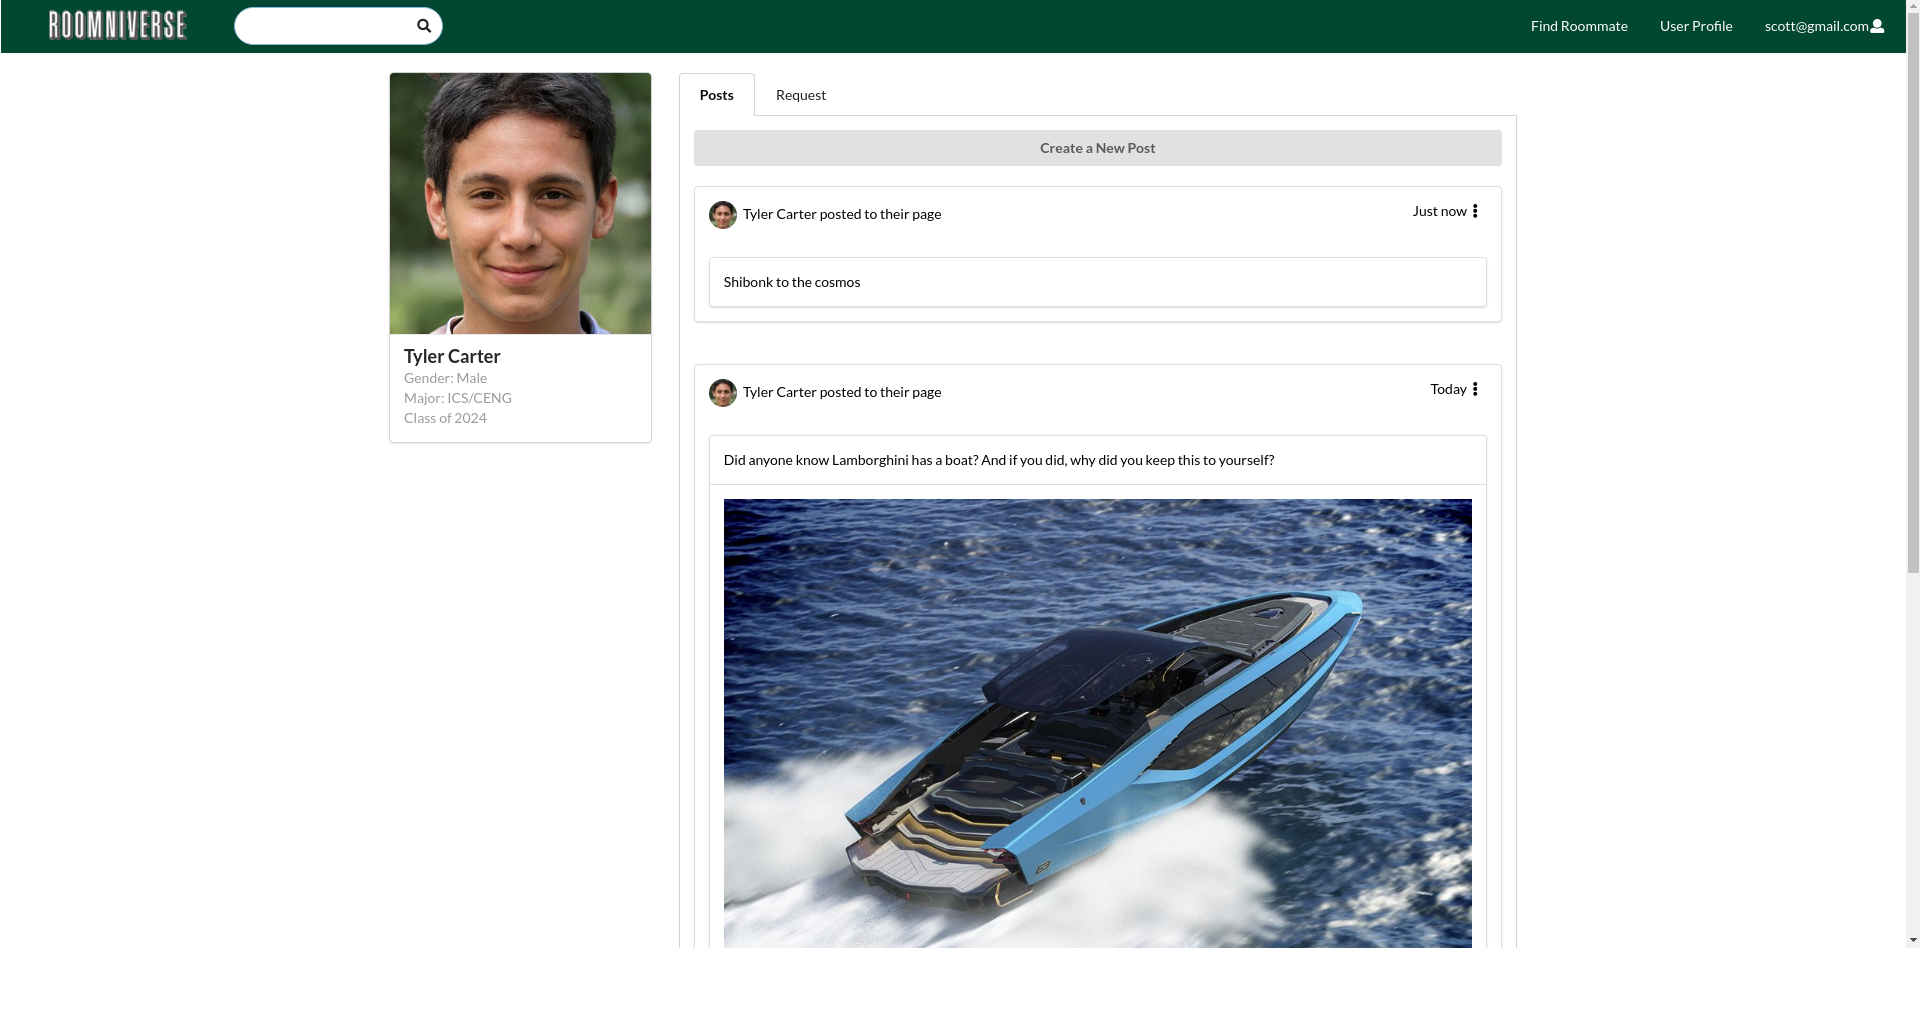 ROOMNIVERSE
Find Roommate
User Profile
scott@gmail.com
Tyler Carter
Gender: Male
Major: ICS/CENG
Class of 2024
Posts
Request
Create a New Post
Tyler Carter posted to their page
Just now
Shibonk to the cosmos
Tyler Carter posted to their page
Today
Did anyone know Lamborghini has a boat? And if you did, why did you keep this to yourself?
63